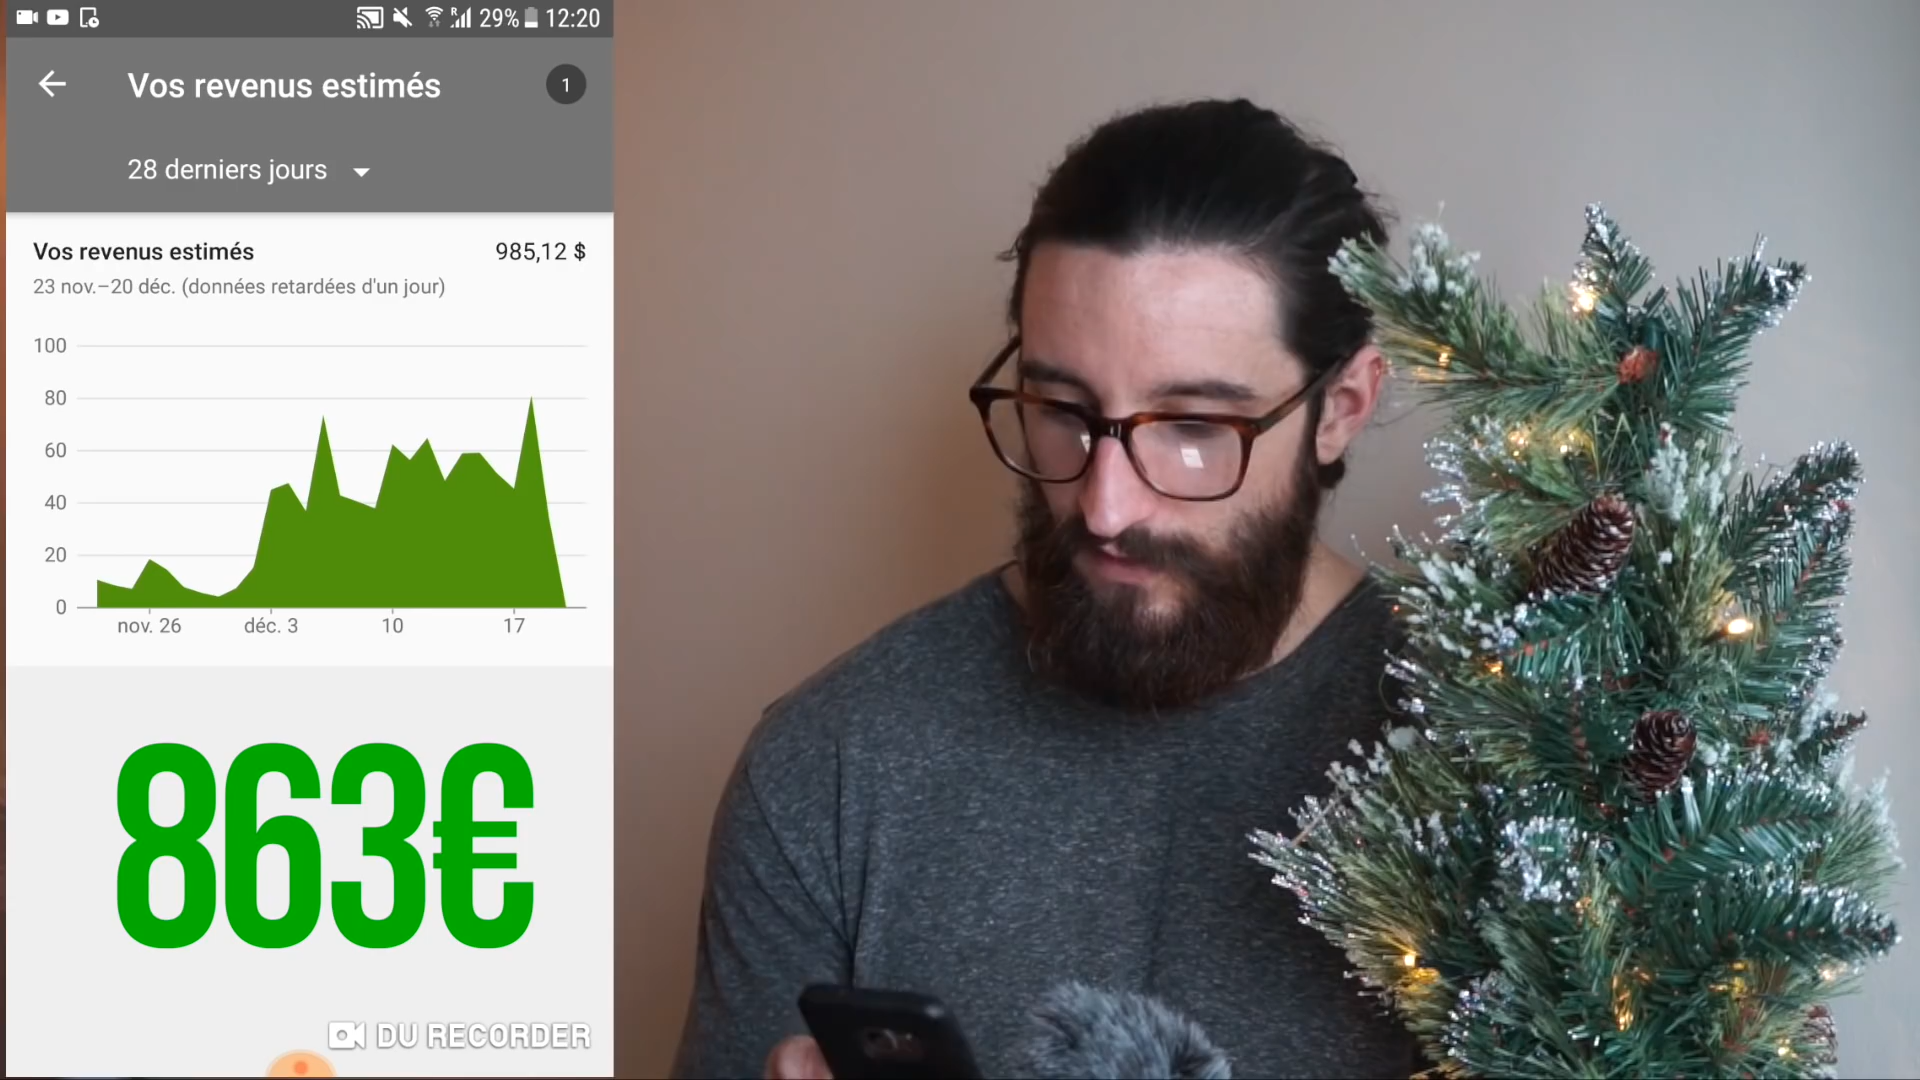 29% 12:20
Vos revenus estimés 1
28 derniers jours
Vos revenus estimés 985,12 $
23 nov.–20 déc. (données retardées d'un jour)
100
80
60
40
20
0
nov. 26 déc. 3 10 17
863€
DU RECORDER